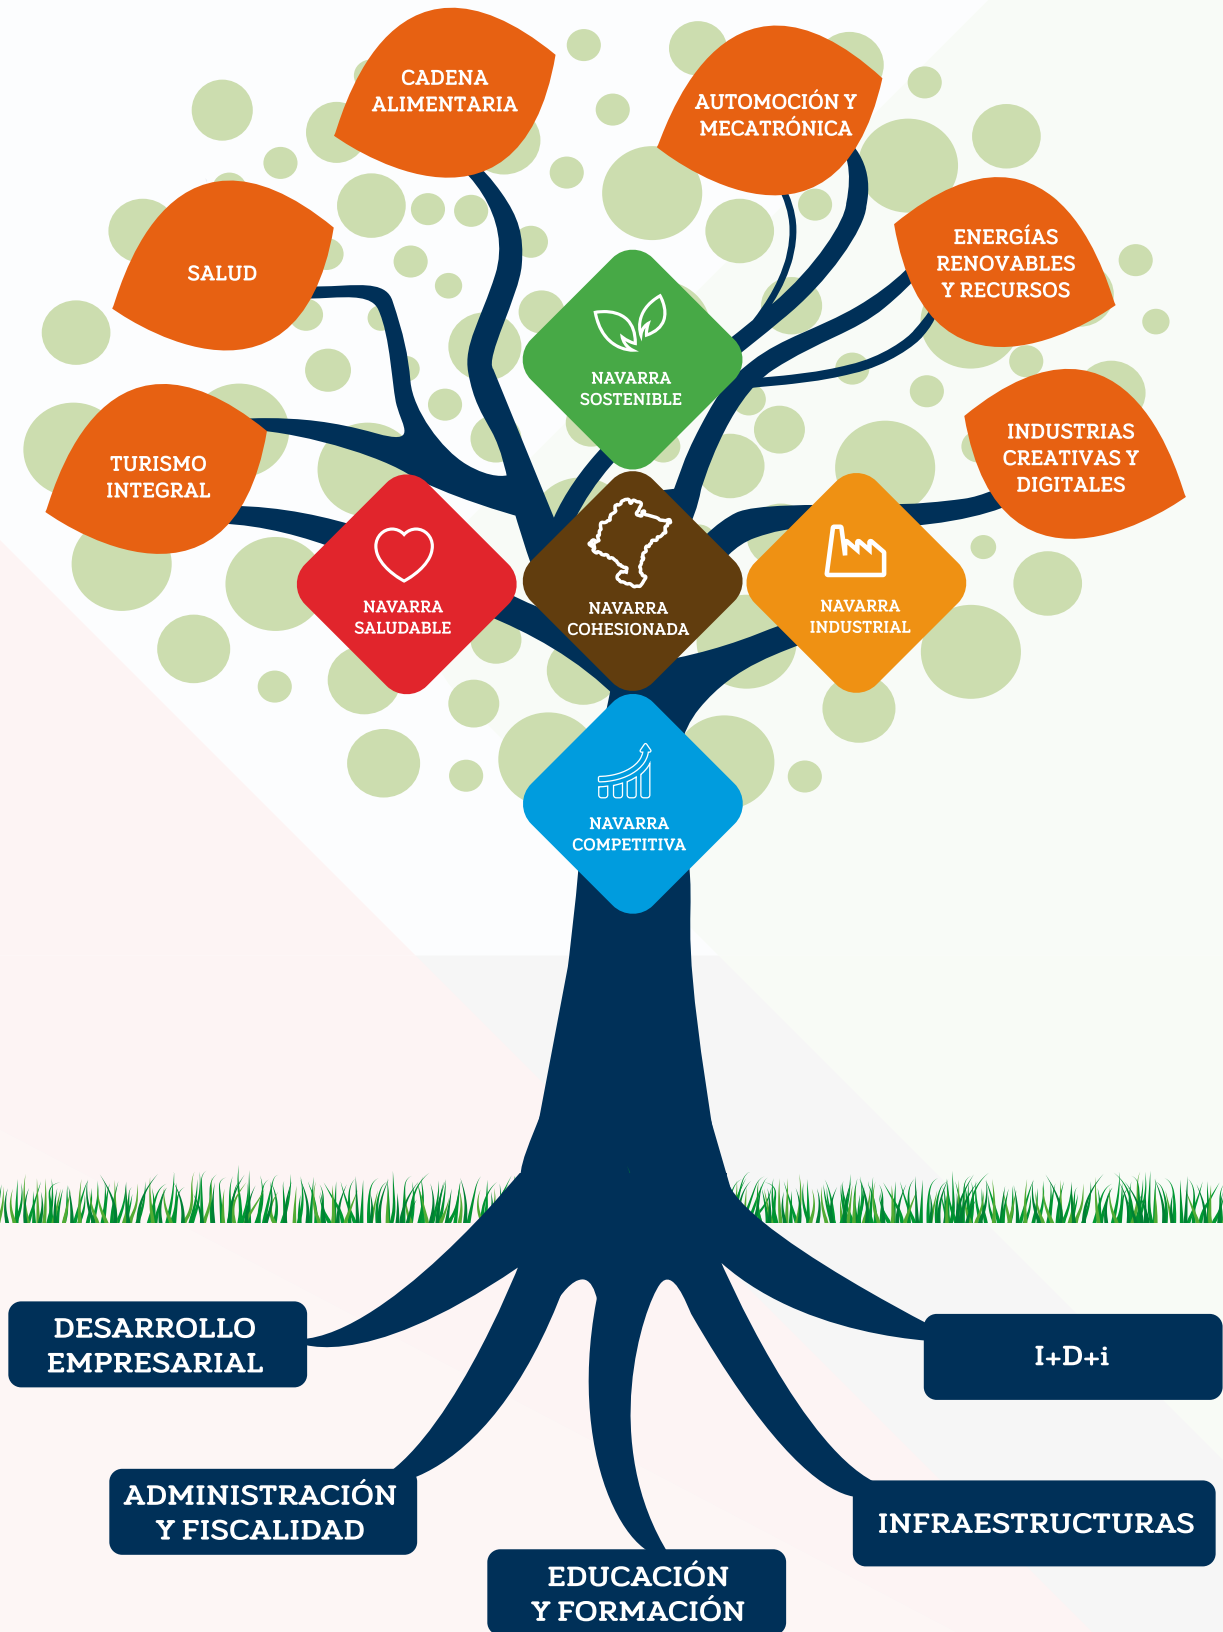 CADENA
ALIMENTARIA
AUTOMOCIÓN Y
MECATRÓNICA
SALUD
ENERGÍAS
RENOVABLES
Y RECURSOS
TURISMO
INTEGRAL
INDUSTRIAS
CREATIVAS Y
DIGITALES
NAVARRA
SOSTENIBLE
NAVARRA
SALUDABLE
NAVARRA
COHESIONADA
NAVARRA
INDUSTRIAL
NAVARRA
COMPETITIVA
DESARROLLO
EMPRESARIAL
I+D+i
ADMINISTRACIÓN
Y FISCALIDAD
INFRAESTRUCTURAS
EDUCACIÓN
Y FORMACIÓN